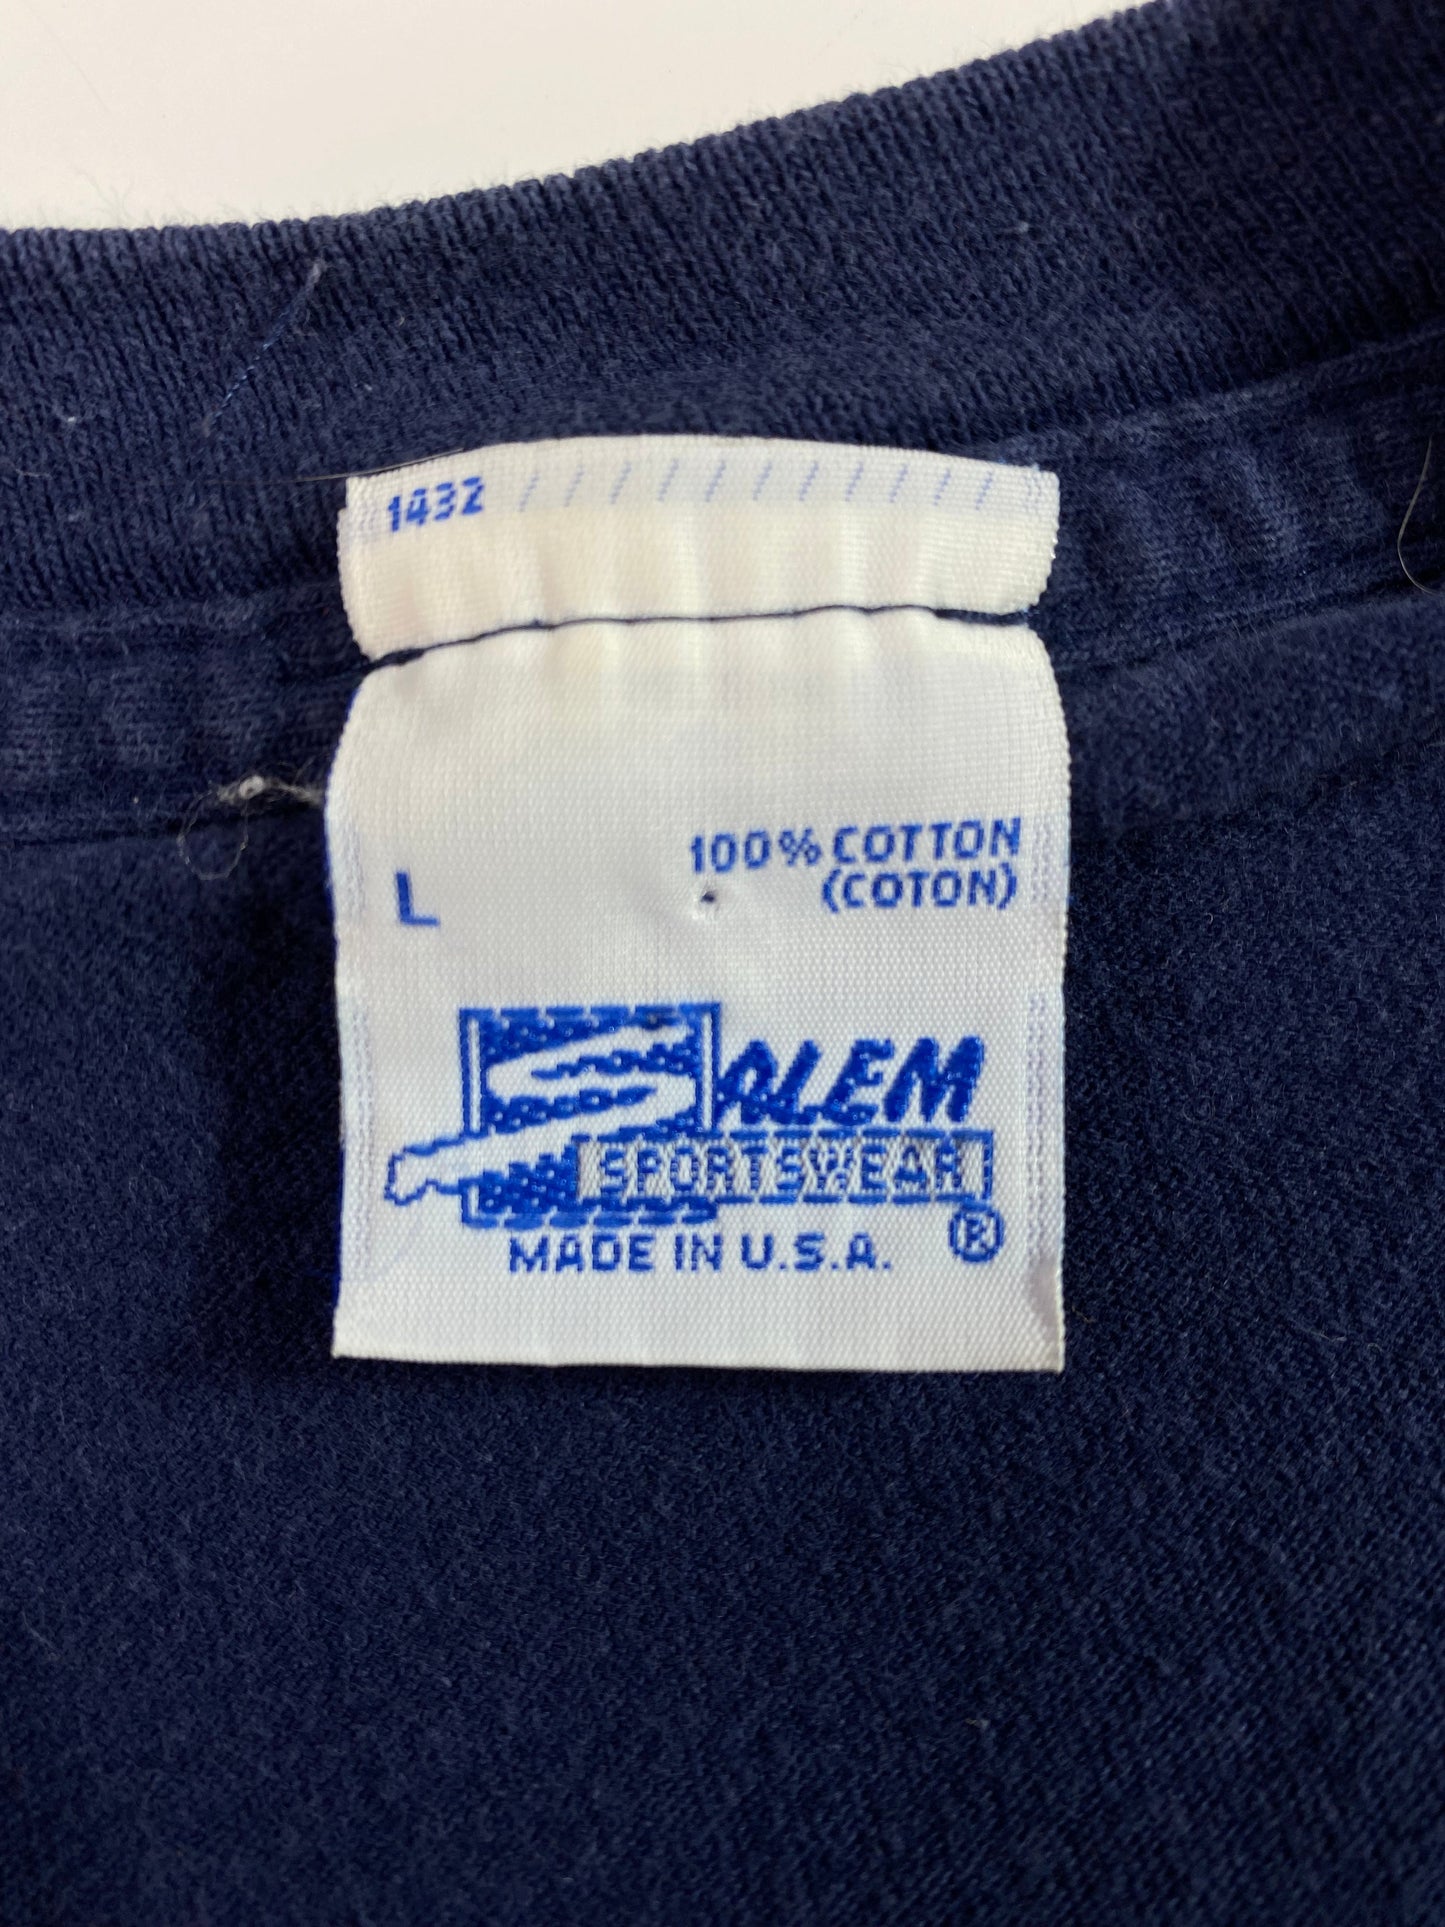 1432
L
100% COTTON
(COTON)
SALEM
SPORTSWEAR
®
MADE IN U.S.A.